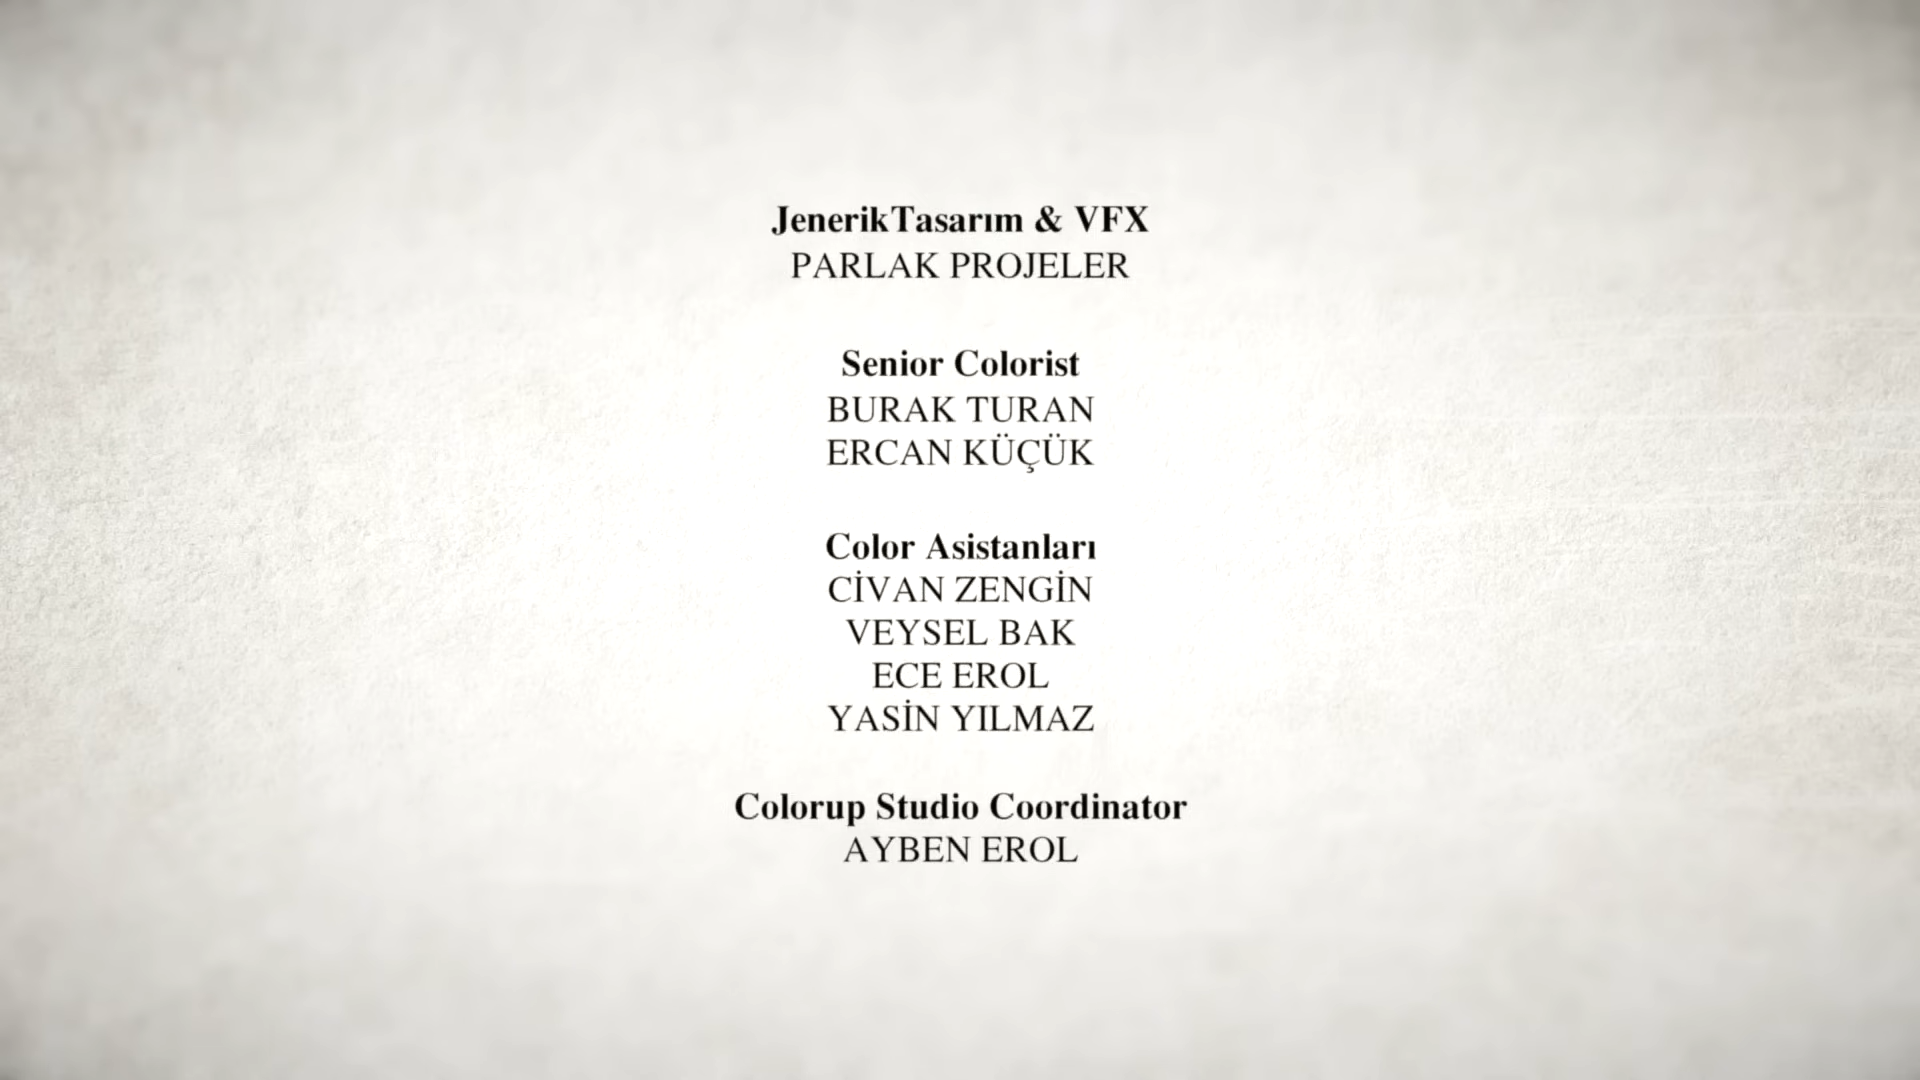 JenerikTasarım & VFX
PARLAK PROJELER
Senior Colorist
BURAK TURAN
ERCAN KÜÇÜK
Color Asistanları
CİVAN ZENGİN
VEYSEL BAK
ECE EROL
YASİN YILMAZ
Colorup Studio Coordinator
AYBEN EROL